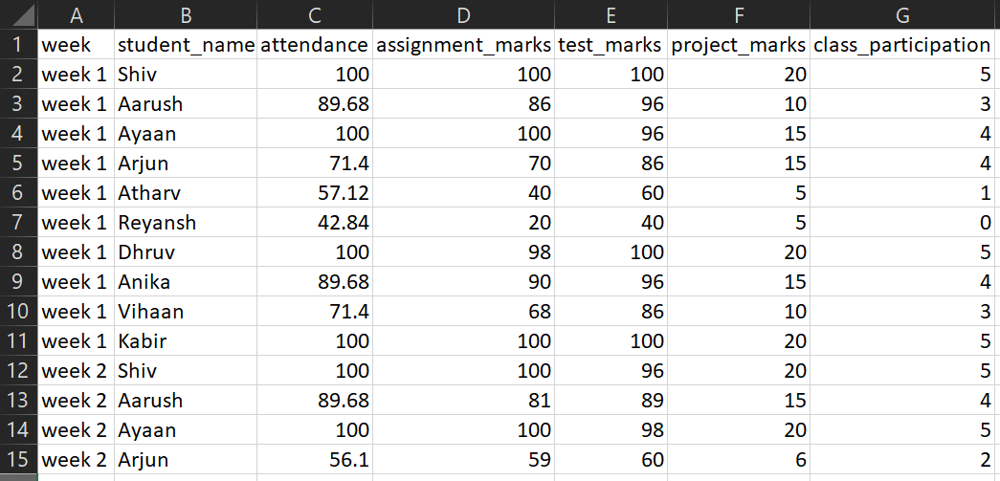 A B C D E F G
1 week student_name attendance assignment_marks test_marks project_marks class_participation
2 week 1 Shiv 100 100 100 20 5
3 week 1 Aarush 89.68 86 96 10 3
4 week 1 Ayaan 100 100 96 15 4
5 week 1 Arjun 71.4 70 86 15 4
6 week 1 Atharv 57.12 40 60 5 1
7 week 1 Reyansh 42.84 20 40 5 0
8 week 1 Dhruv 100 98 100 20 5
9 week 1 Anika 89.68 90 96 15 4
10 week 1 Vihaan 71.4 68 86 10 3
11 week 1 Kabir 100 100 100 20 5
12 week 2 Shiv 100 100 96 20 5
13 week 2 Aarush 89.68 81 89 15 4
14 week 2 Ayaan 100 100 98 20 5
15 week 2 Arjun 56.1 59 60 6 2